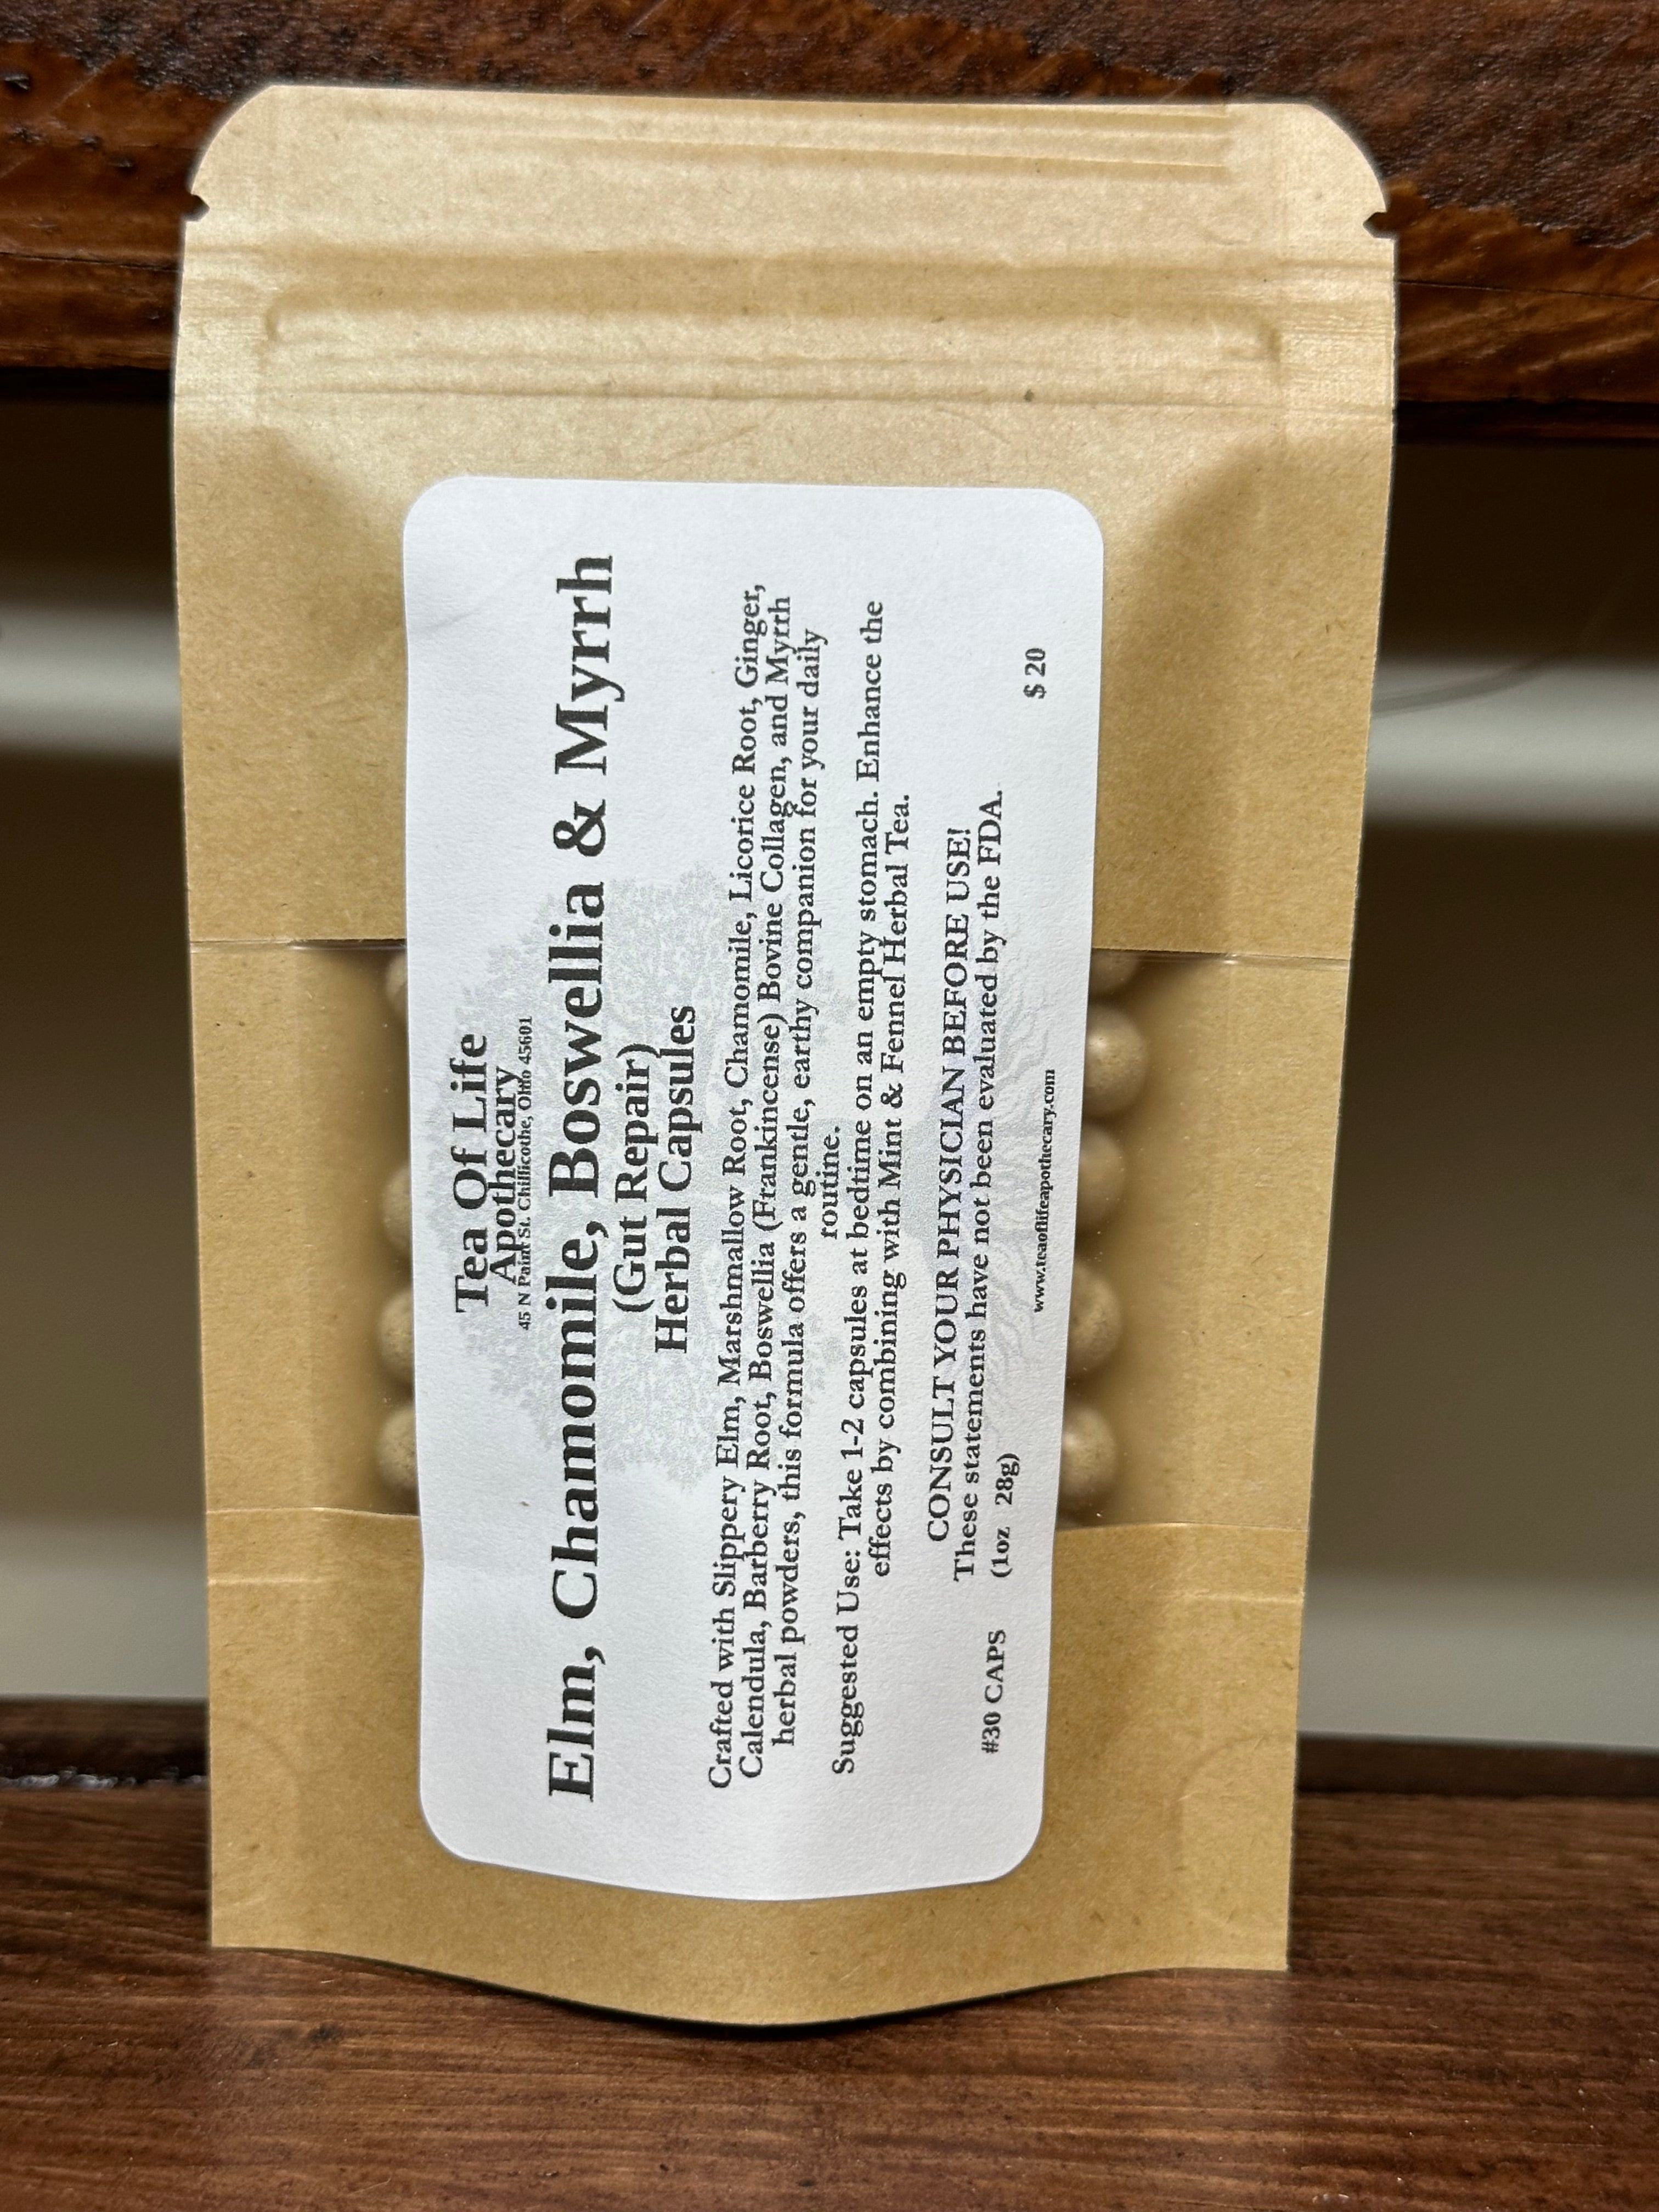 Tea Of Life
Apothecary
45 N Paint St. Chillicothe, Ohio 45601
Elm, Chamomile, Boswellia & Myrrh
(Gut Repair)
Herbal Capsules
Crafted with Slippery Elm, Marshmallow Root, Chamomile, Licorice Root, Ginger,
Calendula, Barberry Root, Boswellia (Frankincense) Bovine Collagen, and Myrrh
herbal powders, this formula offers a gentle, earthy companion for your daily
routine.
Suggested Use: Take 1-2 capsules at bedtime on an empty stomach. Enhance the
effects by combining with Mint & Fennel Herbal Tea.
CONSULT YOUR PHYSICIAN BEFORE USE!
These statements have not been evaluated by the FDA.
#30 CAPS (1oz 28g) $ 20
www.teaoflifeapothecary.com